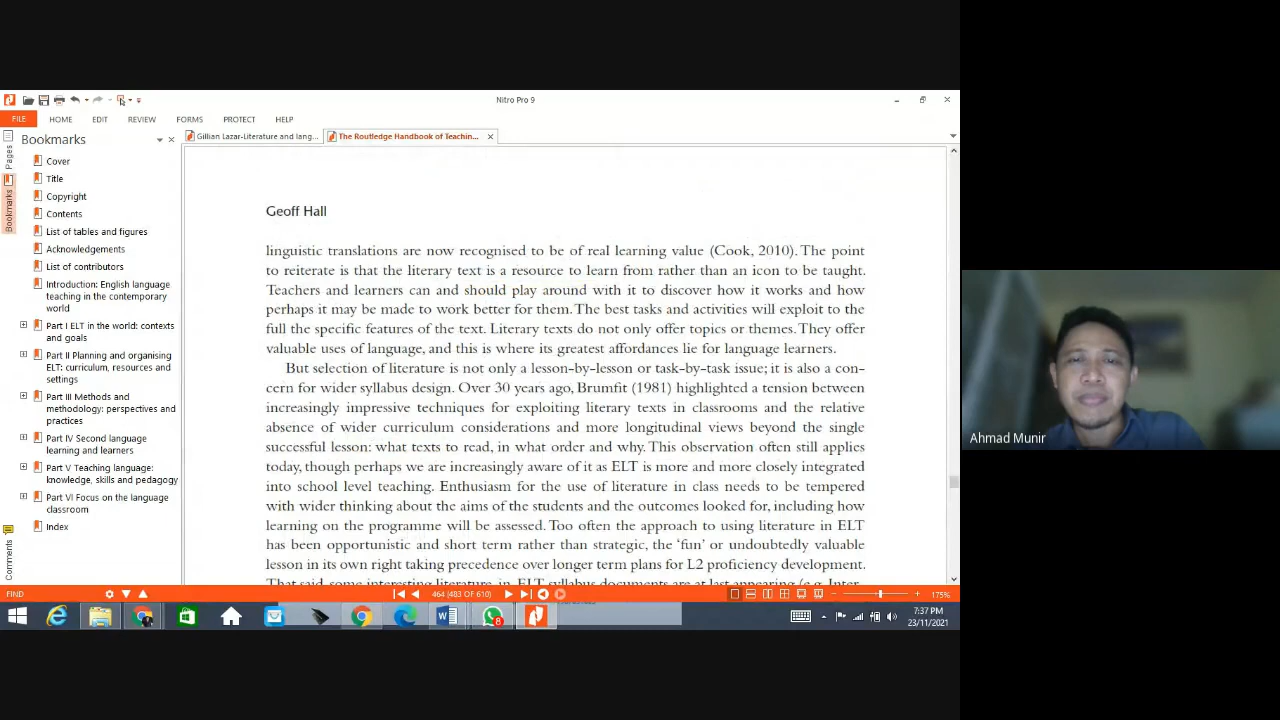 Nitro Pro 9
FILE HOME EDIT REVIEW FORMS PROTECT HELP
Gillian Lazar-Literature and lang...
The Routledge Handbook of Teachin...
Pages
Bookmarks
Comments
Bookmarks
Cover
Title
Copyright
Contents
List of tables and figures
Acknowledgements
List of contributors
Introduction: English language
teaching in the contemporary
world
Part I ELT in the world: contexts
and goals
Part II Planning and organising
ELT: curriculum, resources and
settings
Part III Methods and
methodology: perspectives and
practices
Part IV Second language
learning and learners
Part V Teaching language:
knowledge, skills and pedagogy
Part VI Focus on the language
classroom
Index
Geoff Hall
linguistic translations are now recognised to be of real learning value (Cook, 2010). The point
to reiterate is that the literary text is a resource to learn from rather than an icon to be taught.
Teachers and learners can and should play around with it to discover how it works and how
perhaps it may be made to work better for them. The best tasks and activities will exploit to the
full the specific features of the text. Literary texts do not only offer topics or themes. They offer
valuable uses of language, and this is where its greatest affordances lie for language learners.
But selection of literature is not only a lesson-by-lesson or task-by-task issue; it is also a con-
cern for wider syllabus design. Over 30 years ago, Brumfit (1981) highlighted a tension between
increasingly impressive techniques for exploiting literary texts in classrooms and the relative
absence of wider curriculum considerations and more longitudinal views beyond the single
successful lesson: what texts to read, in what order and why. This observation often still applies
today, though perhaps we are increasingly aware of it as ELT is more and more closely integrated
into school level teaching. Enthusiasm for the use of literature in class needs to be tempered
with wider thinking about the aims of the students and the outcomes looked for, including how
learning on the programme will be assessed. Too often the approach to using literature in ELT
has been opportunistic and short term rather than strategic, the ‘fun’ or undoubtedly valuable
lesson in its own right taking precedence over longer term plans for L2 proficiency development.
That said, some interesting literature in ELT syllabus documents are at last appearing (e.g. Inter-
FIND
464 (483 OF 610)
175%
8
7:37 PM
23/11/2021
Ahmad Munir